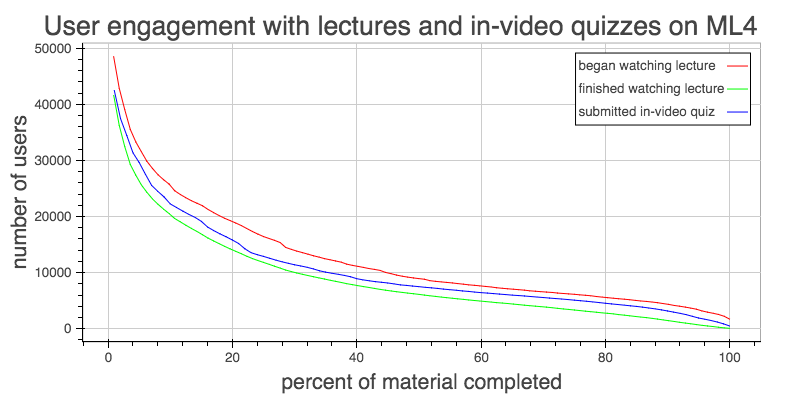 User engagement with lectures and in-video quizzes on ML4
began watching lecture
finished watching lecture
submitted in-video quiz
number of users
50000
40000
30000
20000
10000
0
0 20 40 60 80 100
percent of material completed